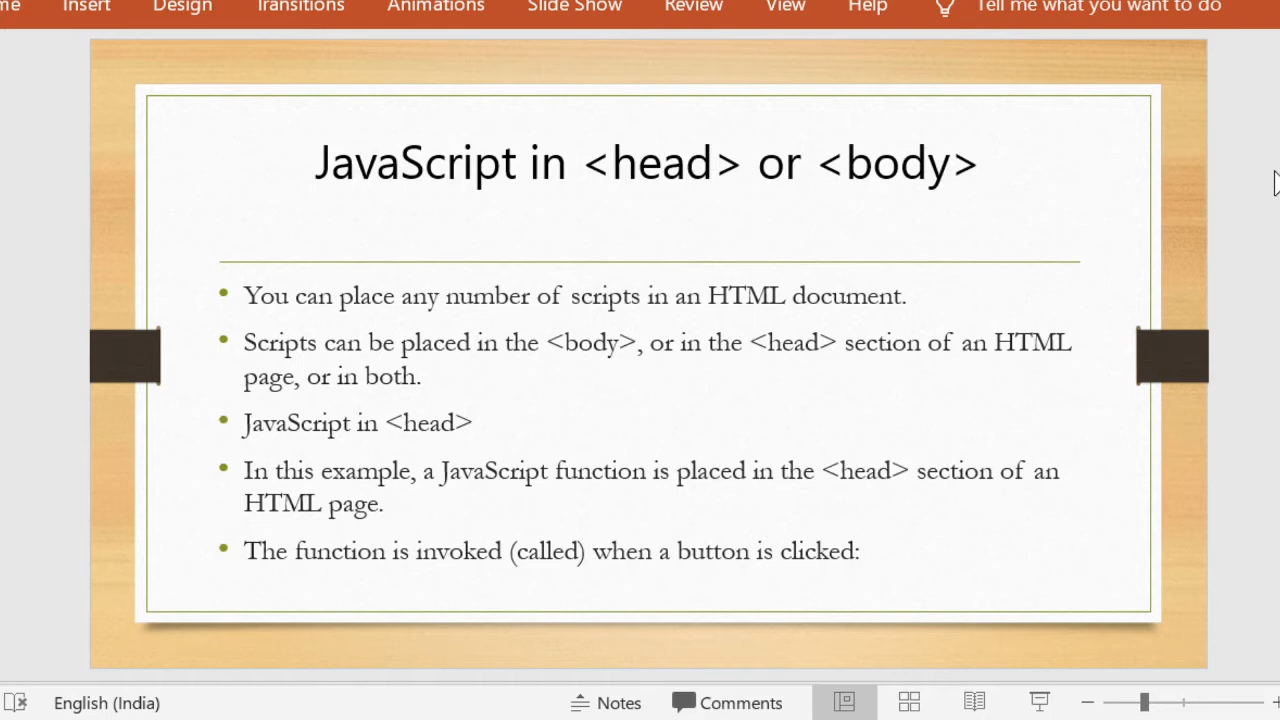 Insert Design Transitions Animations Slide Show Review View Help Tell me what you want to do
JavaScript in <head> or <body>
• You can place any number of scripts in an HTML document.
• Scripts can be placed in the <body>, or in the <head> section of an HTML
page, or in both.
• JavaScript in <head>
• In this example, a JavaScript function is placed in the <head> section of an
HTML page.
• The function is invoked (called) when a button is clicked:
English (India) Notes Comments